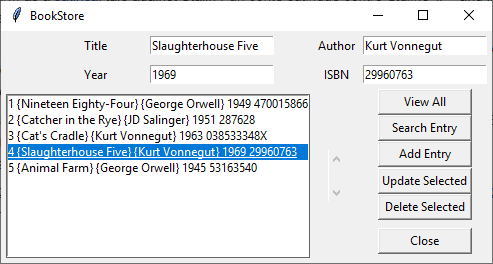 BookStore
Title Slaughterhouse Five Author Kurt Vonnegut
Year 1969 ISBN 29960763
1 {Nineteen Eighty-Four} {George Orwell} 1949 470015866
2 {Catcher in the Rye} {JD Salinger} 1951 287628
3 {Cat's Cradle} {Kurt Vonnegut} 1963 038533348X
4 {Slaughterhouse Five} {Kurt Vonnegut} 1969 29960763
5 {Animal Farm} {George Orwell} 1945 53163540
View All
Search Entry
Add Entry
Update Selected
Delete Selected
Close